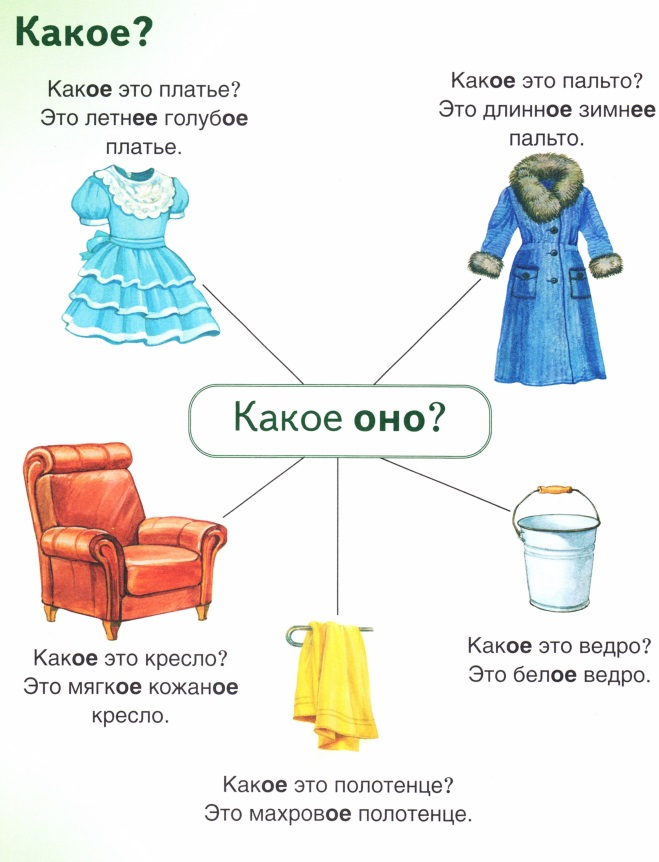 Какое?
Какое это платье?
Это летнее голубое
платье.
Какое это пальто?
Это длинное зимнее
пальто.
Какое оно?
Какое это кресло?
Это мягкое кожаное
кресло.
Какое это ведро?
Это белое ведро.
Какое это полотенце?
Это махровое полотенце.